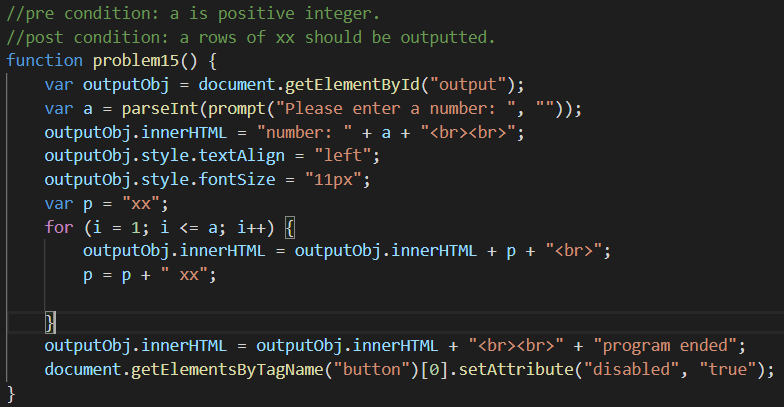 //pre condition: a is positive integer.
//post condition: a rows of xx should be outputted.
function problem15() {
    var outputObj = document.getElementById("output");
    var a = parseInt(prompt("Please enter a number: ", ""));
    outputObj.innerHTML = "number: " + a + "<br><br>";
    outputObj.style.textAlign = "left";
    outputObj.style.fontSize = "11px";
    var p = "xx";
    for (i = 1; i <= a; i++) {
        outputObj.innerHTML = outputObj.innerHTML + p + "<br>";
        p = p + " xx";
    }
    outputObj.innerHTML = outputObj.innerHTML + "<br><br>" + "program ended";
    document.getElementsByTagName("button")[0].setAttribute("disabled", "true");
}